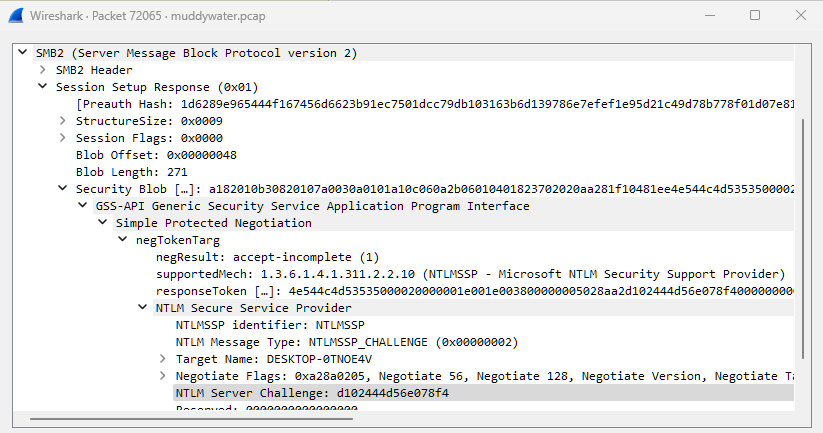 Wireshark · Packet 72065 · muddywater.pcap
SMB2 (Server Message Block Protocol version 2)
SMB2 Header
Session Setup Response (0x01)
[Preauth Hash: 1d6289e965444f167456d6623b91ec7501dcc79db103163b6d139786e7efef1e95d21c49d78b778f01d07e81
StructureSize: 0x0009
Session Flags: 0x0000
Blob Offset: 0x00000048
Blob Length: 271
Security Blob […]: a182010b30820107a0030a0101a10c060a2b06010401823702020aa281f10481ee4e544c4d5353500002
GSS-API Generic Security Service Application Program Interface
Simple Protected Negotiation
negTokenTarg
negResult: accept-incomplete (1)
supportedMech: 1.3.6.1.4.1.311.2.2.10 (NTLMSSP - Microsoft NTLM Security Support Provider)
responseToken […]: 4e544c4d53535000020000001e001e003800000005028aa2d102444d56e078f4000000000
NTLM Secure Service Provider
NTLMSSP identifier: NTLMSSP
NTLM Message Type: NTLMSSP_CHALLENGE (0x00000002)
Target Name: DESKTOP-0TNOE4V
Negotiate Flags: 0xa28a0205, Negotiate 56, Negotiate 128, Negotiate Version, Negotiate Ta
NTLM Server Challenge: d102444d56e078f4
Reserved: 0000000000000000